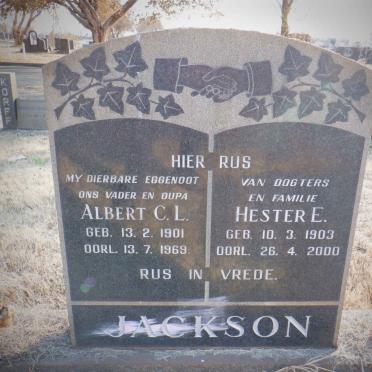 KORF
HIER RUS
MY DIERBARE EGGENOOT
ONS VADER EN OUPA
ALBERT C.L.
GEB. 13. 2. 1901
OORL. 13. 7. 1969
VAN DOGTERS
EN FAMILIE
HESTER E.
GEB. 10. 3. 1903
OORL. 26. 4. 2000
RUS IN VREDE.
JACKSON